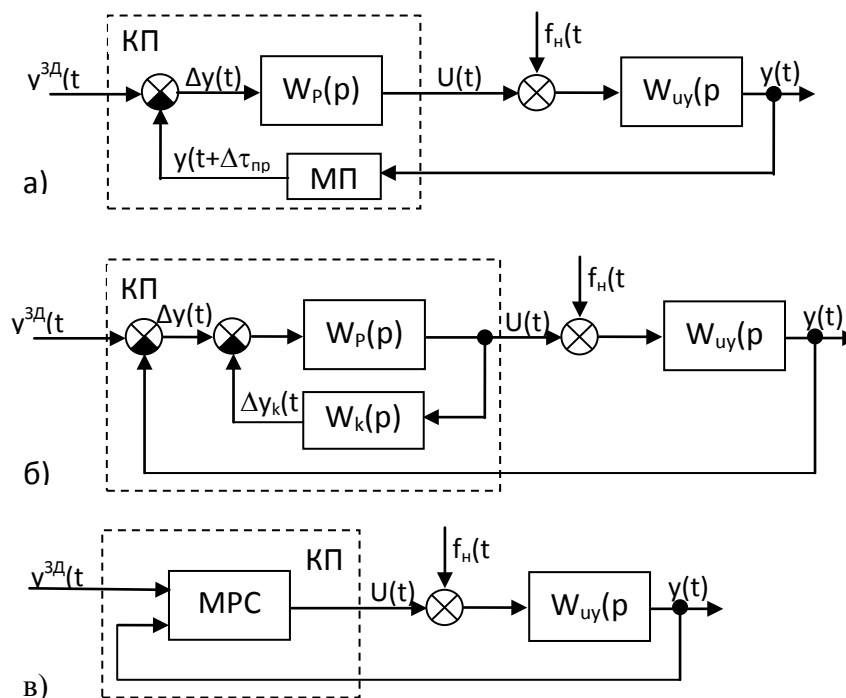 КП
f_н(t
y^ЗД(t
Δy(t)
W_P(p)
U(t)
W_uy(p
y(t)
y(t+Δτ_пр
МП
а)
КП
f_н(t
y^ЗД(t
Δy(t)
W_P(p)
U(t)
W_uy(p
y(t)
Δy_k(t
W_k(p)
б)
КП
f_н(t
y^ЗД(t
МРС
U(t)
W_uy(p
y(t)
в)